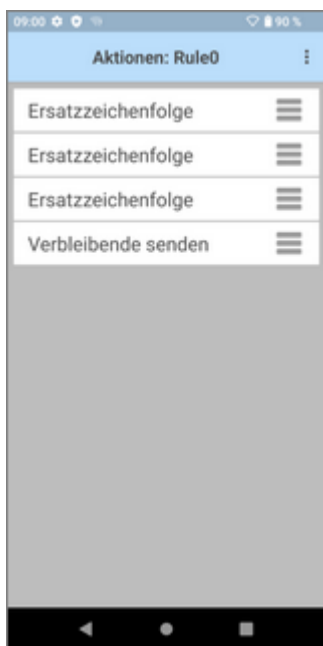 09:00 90 %
Aktionen: Rule0
Ersatzzeichenfolge
Ersatzzeichenfolge
Ersatzzeichenfolge
Verbleibende senden